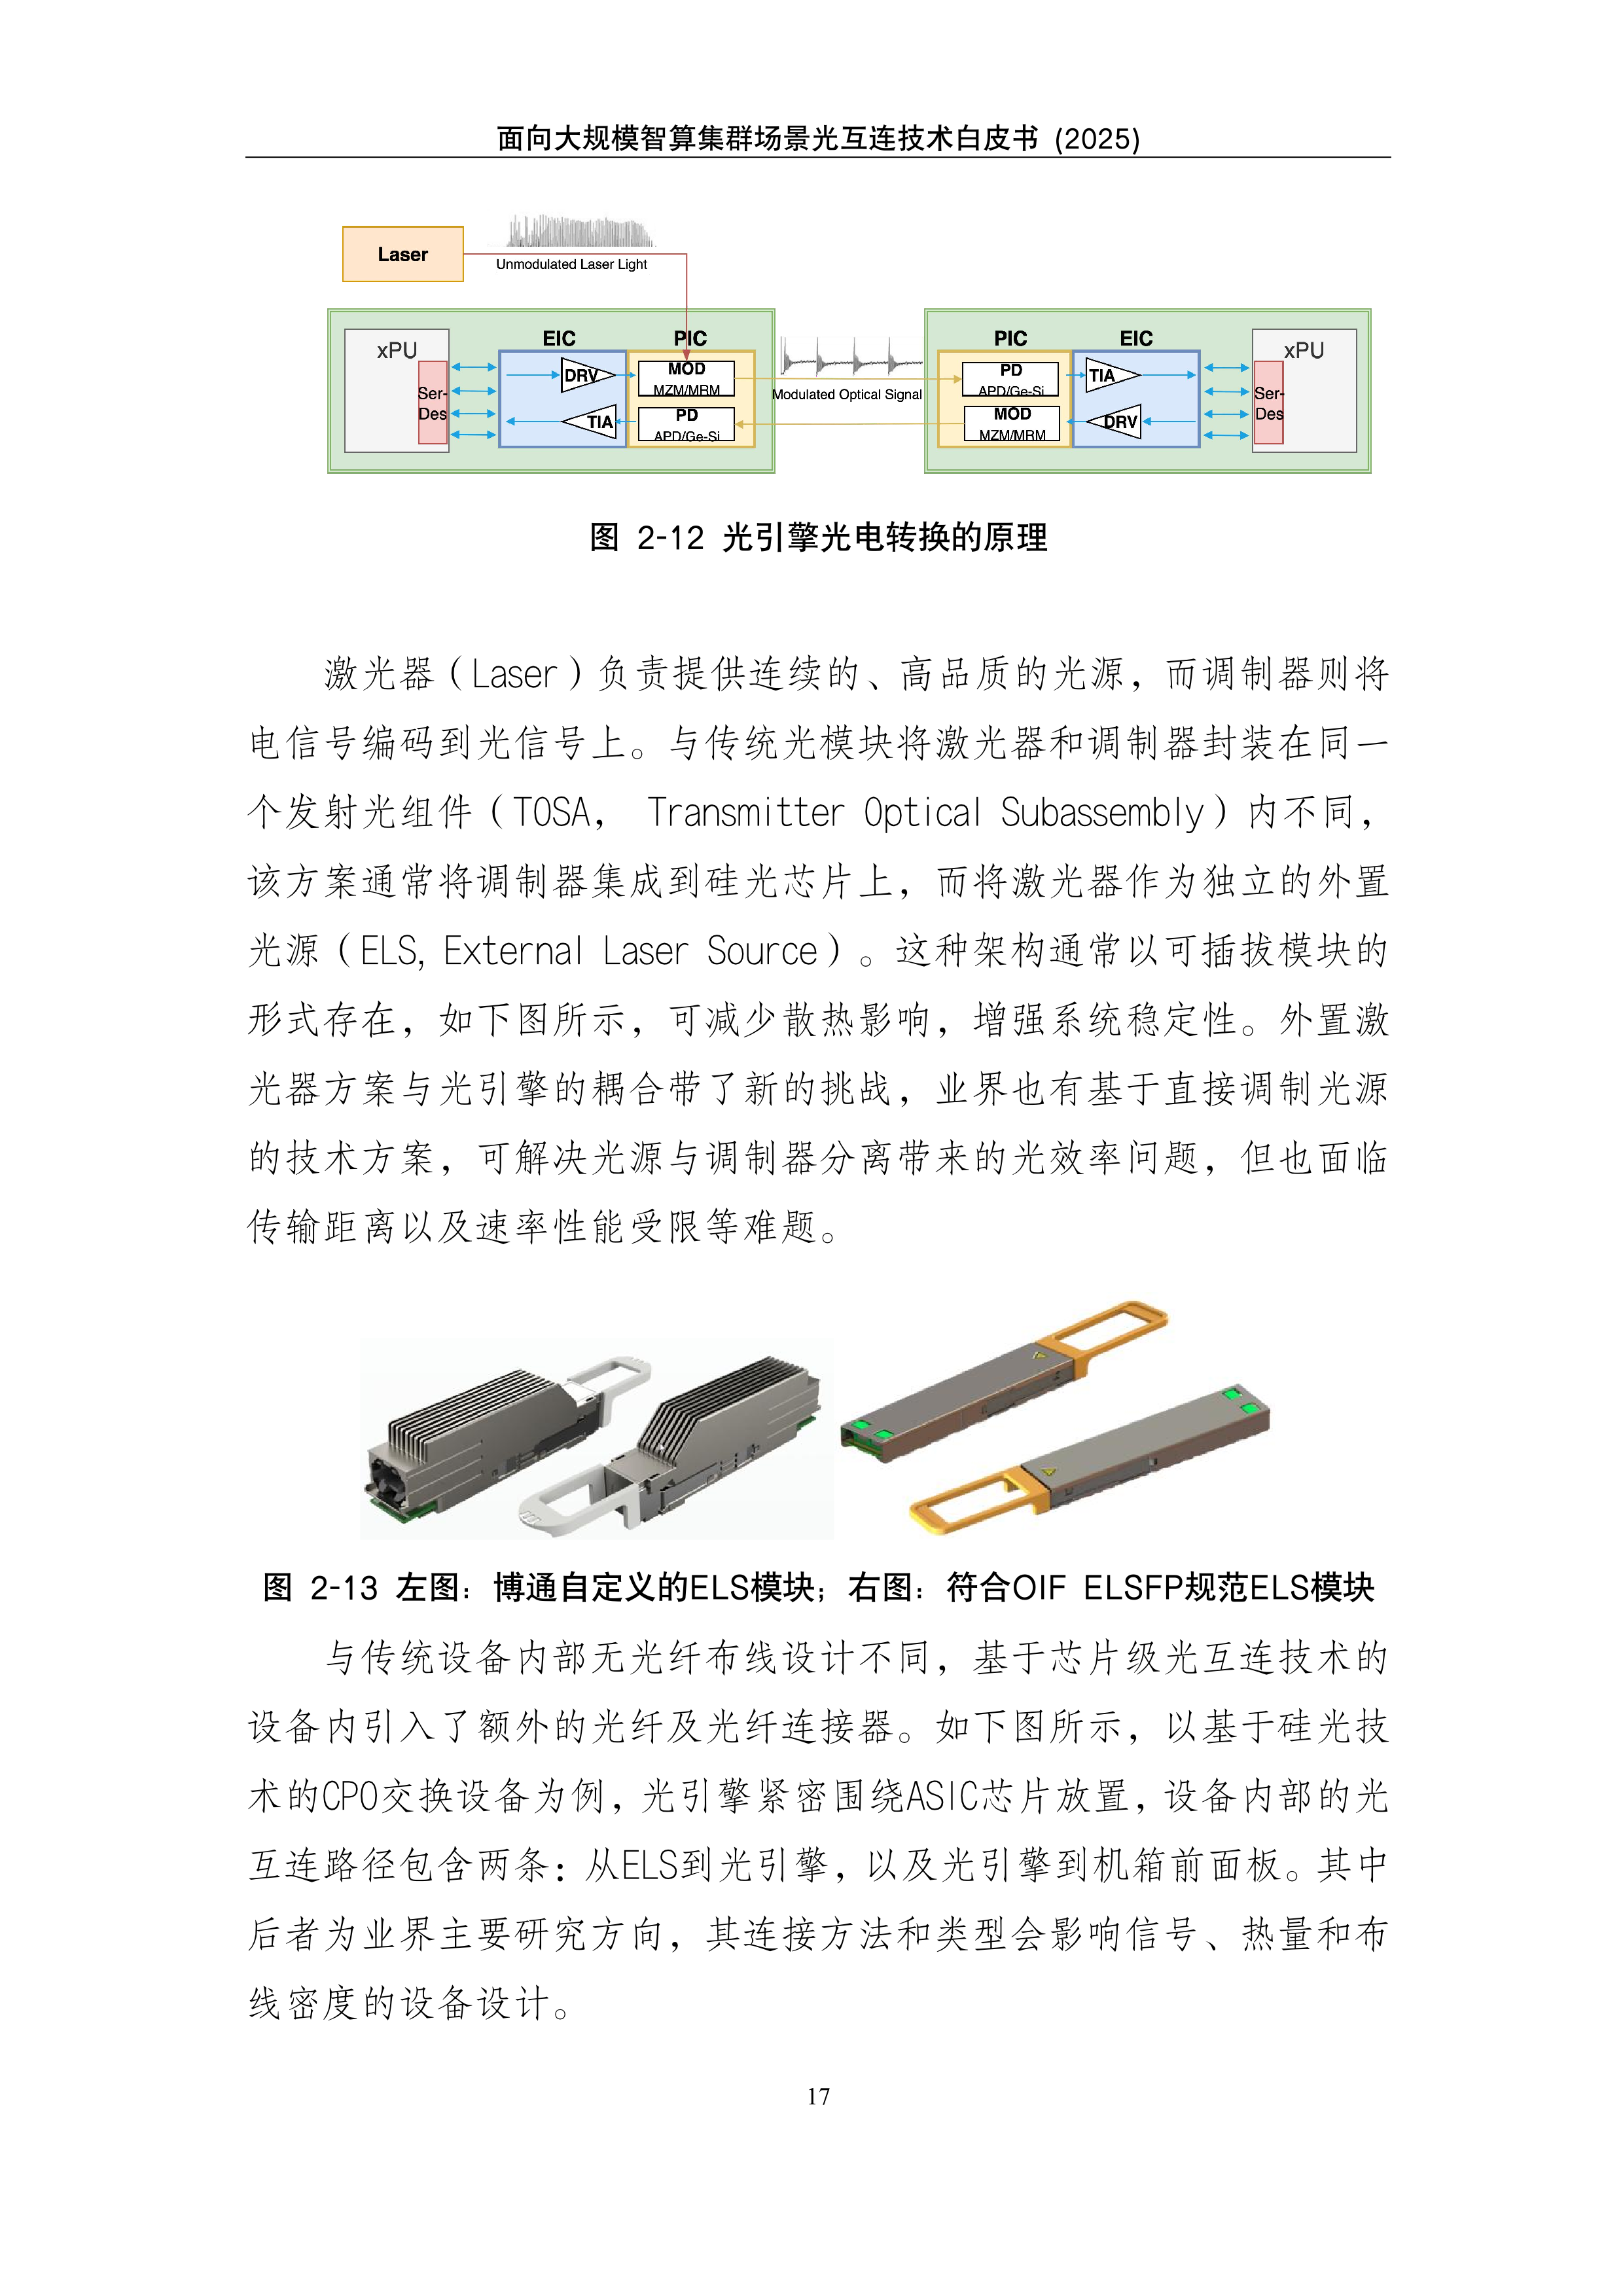 面向大规模智算集群场景光互连技术白皮书 (2025)
Laser
Unmodulated Laser Light
EIC
PIC
PIC
EIC
xPU
xPU
Ser-
Des
DRV
TIA
MOD
MZM/MRM
PD
APD/Ge-Si
Modulated Optical Signal
PD
APD/Ge-Si
MOD
MZM/MRM
TIA
DRV
Ser-
Des
图 2-12 光引擎光电转换的原理
激光器（Laser）负责提供连续的、高品质的光源，而调制器则将
电信号编码到光信号上。与传统光模块将激光器和调制器封装在同一
个发射光组件（TOSA， Transmitter Optical Subassembly）内不同，
该方案通常将调制器集成到硅光芯片上，而将激光器作为独立的外置
光源（ELS, External Laser Source）。这种架构通常以可插拔模块的
形式存在，如下图所示，可减少散热影响，增强系统稳定性。外置激
光器方案与光引擎的耦合带了新的挑战，业界也有基于直接调制光源
的技术方案，可解决光源与调制器分离带来的光效率问题，但也面临
传输距离以及速率性能受限等难题。
图 2-13 左图：博通自定义的ELS模块；右图：符合OIF ELSFP规范ELS模块
与传统设备内部无光纤布线设计不同，基于芯片级光互连技术的
设备内引入了额外的光纤及光纤连接器。如下图所示，以基于硅光技
术的CPO交换设备为例，光引擎紧密围绕ASIC芯片放置，设备内部的光
互连路径包含两条：从ELS到光引擎，以及光引擎到机箱前面板。其中
后者为业界主要研究方向，其连接方法和类型会影响信号、热量和布
线密度的设备设计。
17